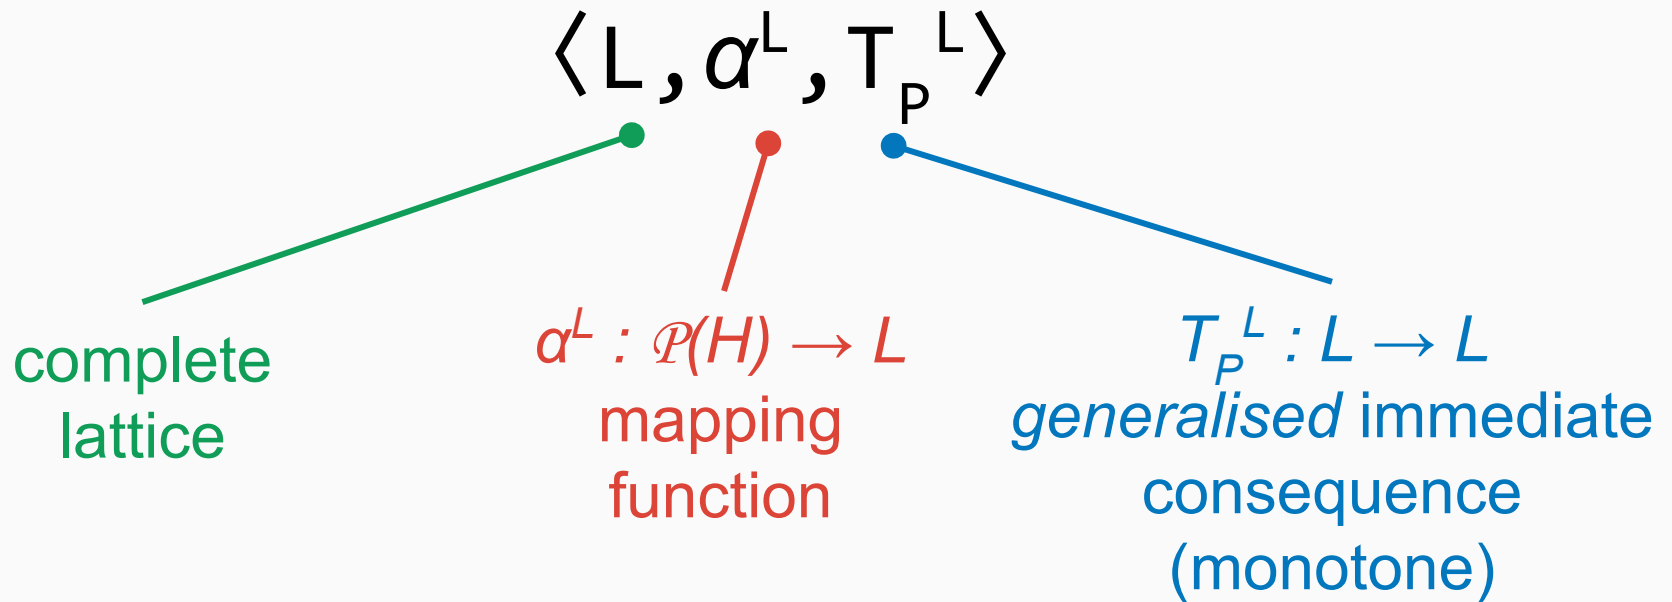 ⟨L,α^L,T_P^L⟩
complete
lattice
α^L : 𝒫(H) → L
mapping
function
T_P^L : L → L
generalised immediate
consequence
(monotone)